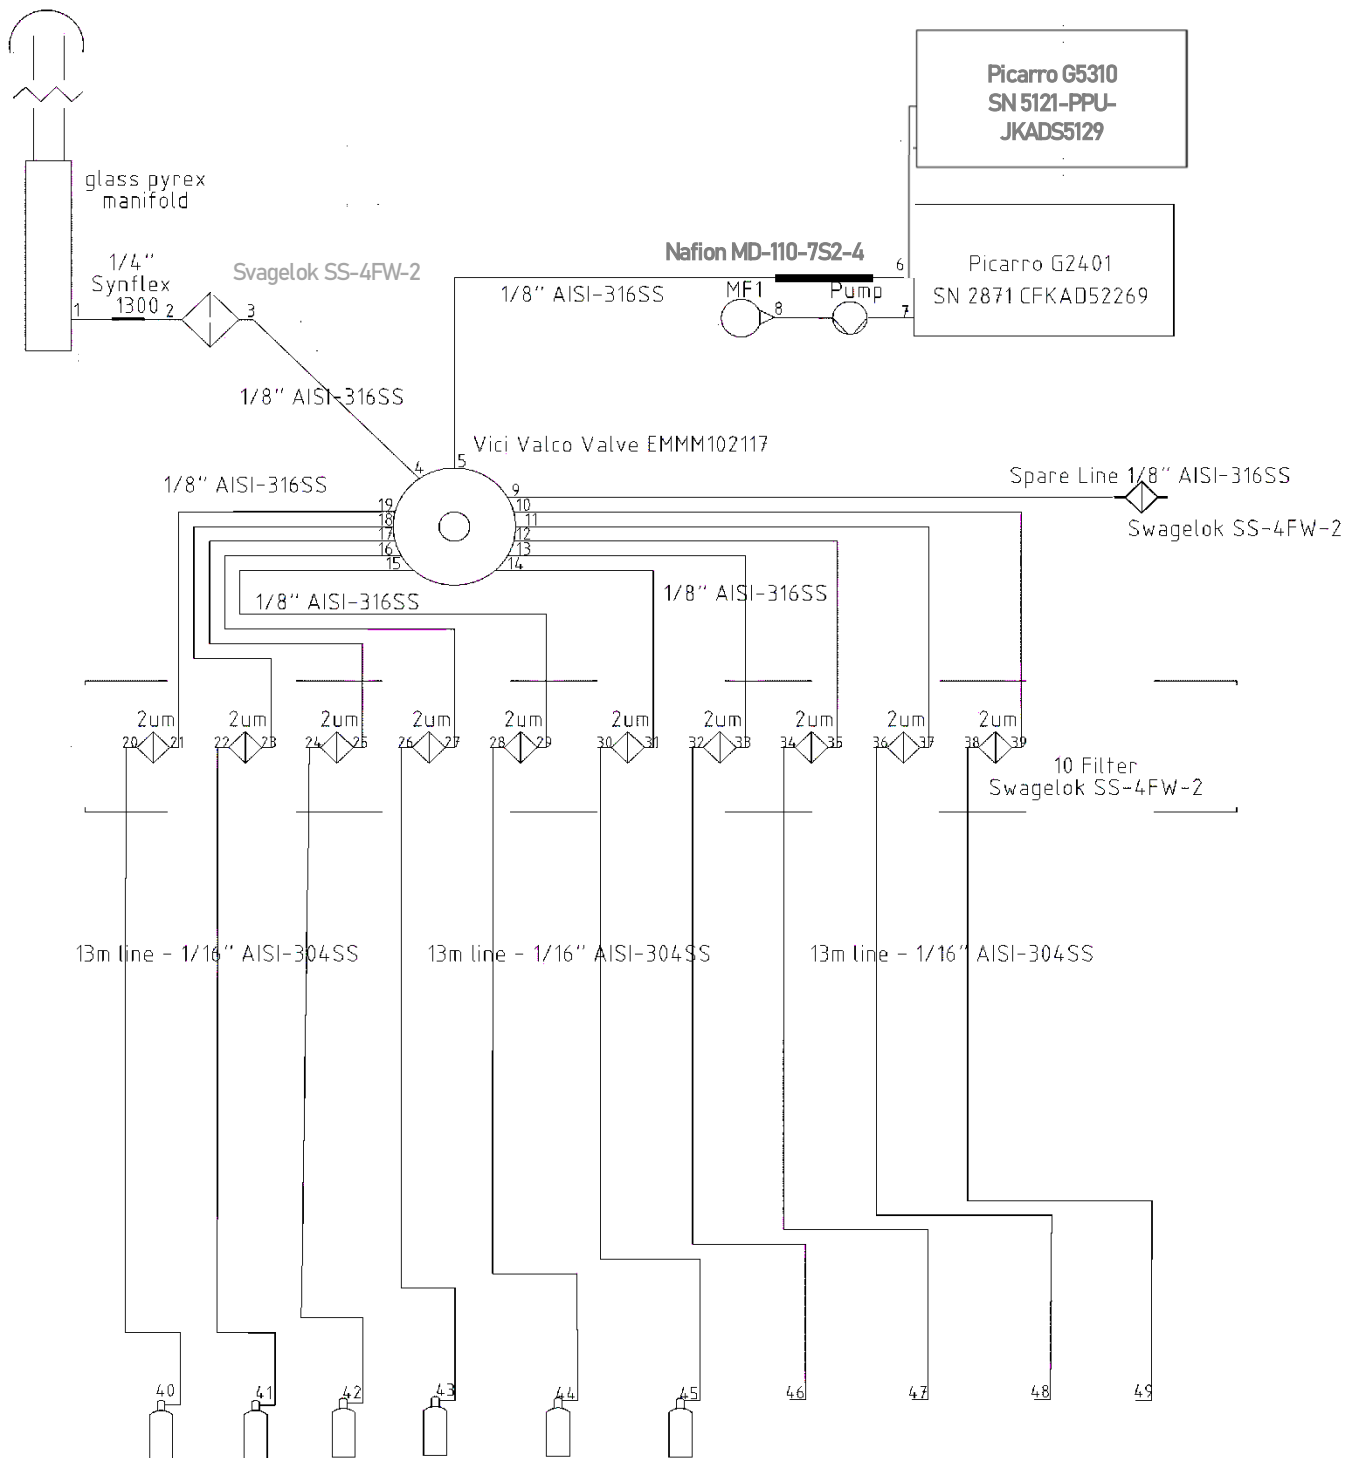 Picarro G5310
SN 5121-PPU-
JKADS5129
glass pyrex
manifold
1/4" 
Synflex
1300
1
2
3
Svagelok SS-4FW-2
Nafion MD-110-7S2-4
6
1/8" AISI-316SS
MF1
8
Pump
7
Picarro G2401
SN 2871 CFKAD52269
1/8" AISI-316SS
4
5
Vici Valco Valve EMMM102117
1/8" AISI-316SS
19
18
17
16
15
9
10
11
12
13
14
Spare Line 1/8" AISI-316SS
Swagelok SS-4FW-2
1/8" AISI-316SS
1/8" AISI-316SS
2um
2um
2um
2um
2um
2um
2um
2um
2um
2um
20
21
22
23
24
25
26
27
28
29
30
31
32
33
34
35
36
37
38
39
10 Filter
Swagelok SS-4FW-2
13m line - 1/16" AISI-304SS
13m line - 1/16" AISI-304SS
13m line - 1/16" AISI-304SS
40
41
42
43
44
45
46
47
48
49